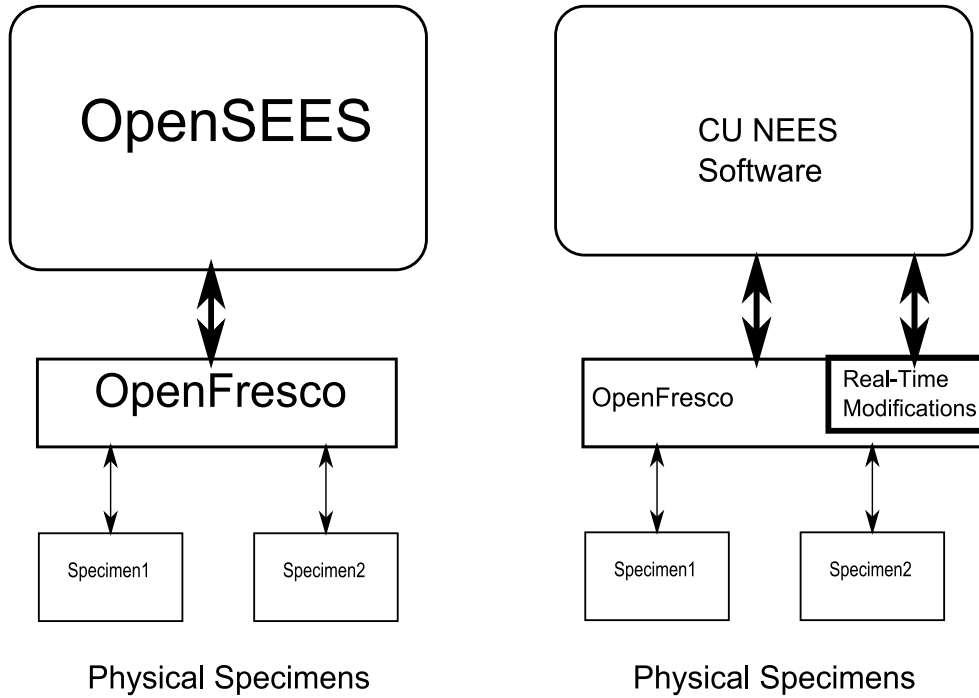 OpenSEES
OpenFresco
Specimen1
Specimen2
Physical Specimens
CU NEES
Software
OpenFresco
Real-Time
Modifications
Specimen1
Specimen2
Physical Specimens